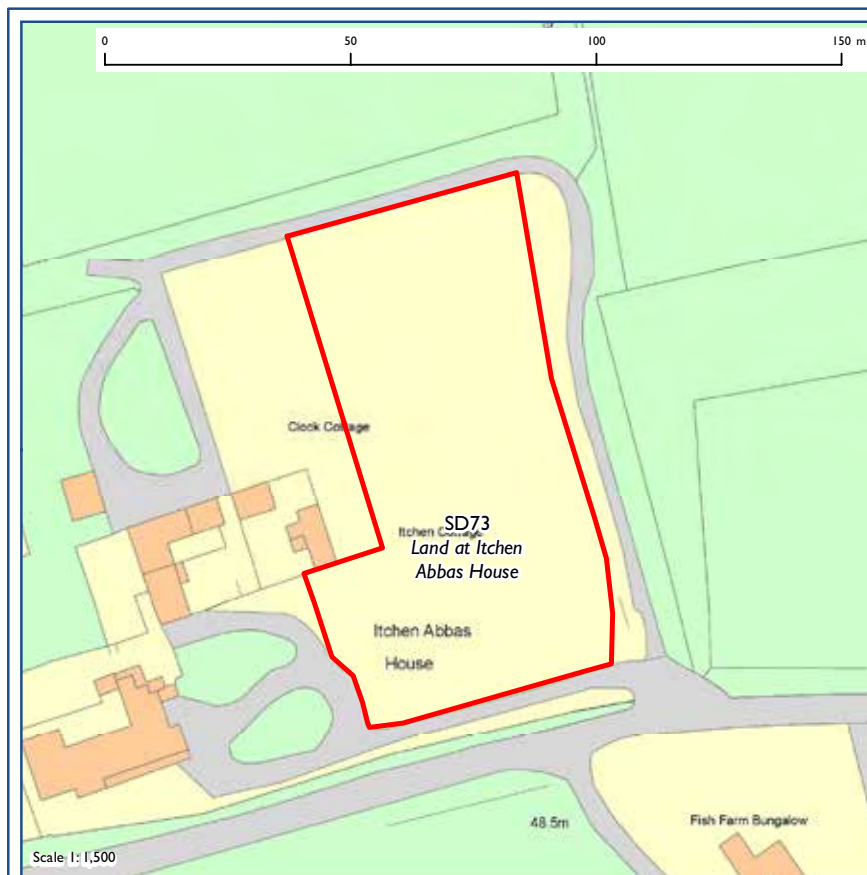 0 50 100 150 m
Clock Cottage
Itchen Cottage
SD73
Land at Itchen
Abbas House
Itchen Abbas
House
48.5m
Fish Farm Bungalow
Scale 1:1,500